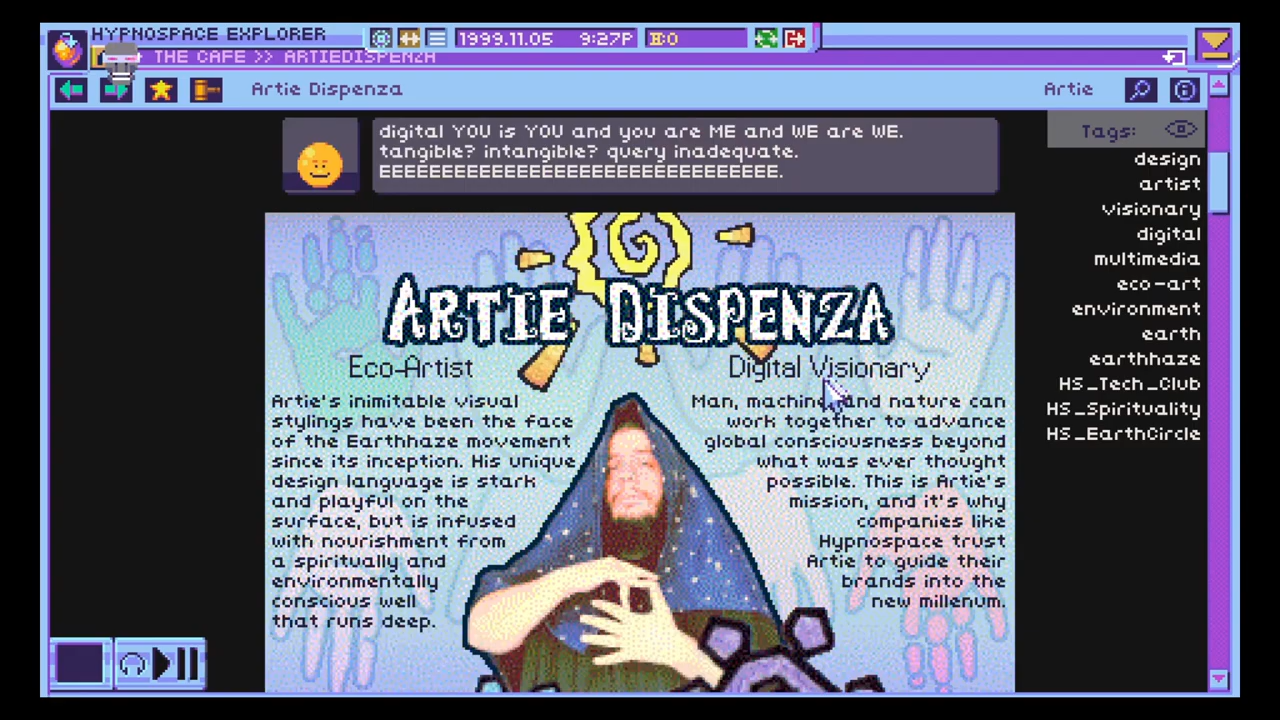 HYPNOSPACE EXPLORER
1999.11.05 9:27P
:0
THE CAFE >> ARTIEDISPENZA
Artie Dispenza
Artie
digital YOU is YOU and you are ME and WE are WE.
tangible? intangible? query inadequate.
EEEEEEEEEEEEEEEEEEEEEEEEEEEEEEEE.
Tags:
design
artist
visionary
digital
multimedia
eco-art
environment
earth
earthhaze
HS_Tech_Club
HS_Spirituality
HS_EarthCircle
ARTIE DISPENZA
Eco-Artist
Artie's inimitable visual
stylings have been the face
of the Earthhaze movement
since its inception. His unique
design language is stark
and playful on the
surface, but is infused
with nourishment from
a spiritually and
environmentally
conscious well
that runs deep.
Digital Visionary
Man, machine and nature can
work together to advance
global consciousness beyond
what was ever thought
possible. This is Artie's
mission, and it's why
companies like
Hypnospace trust
Artie to guide their
brands into the
new millenum.